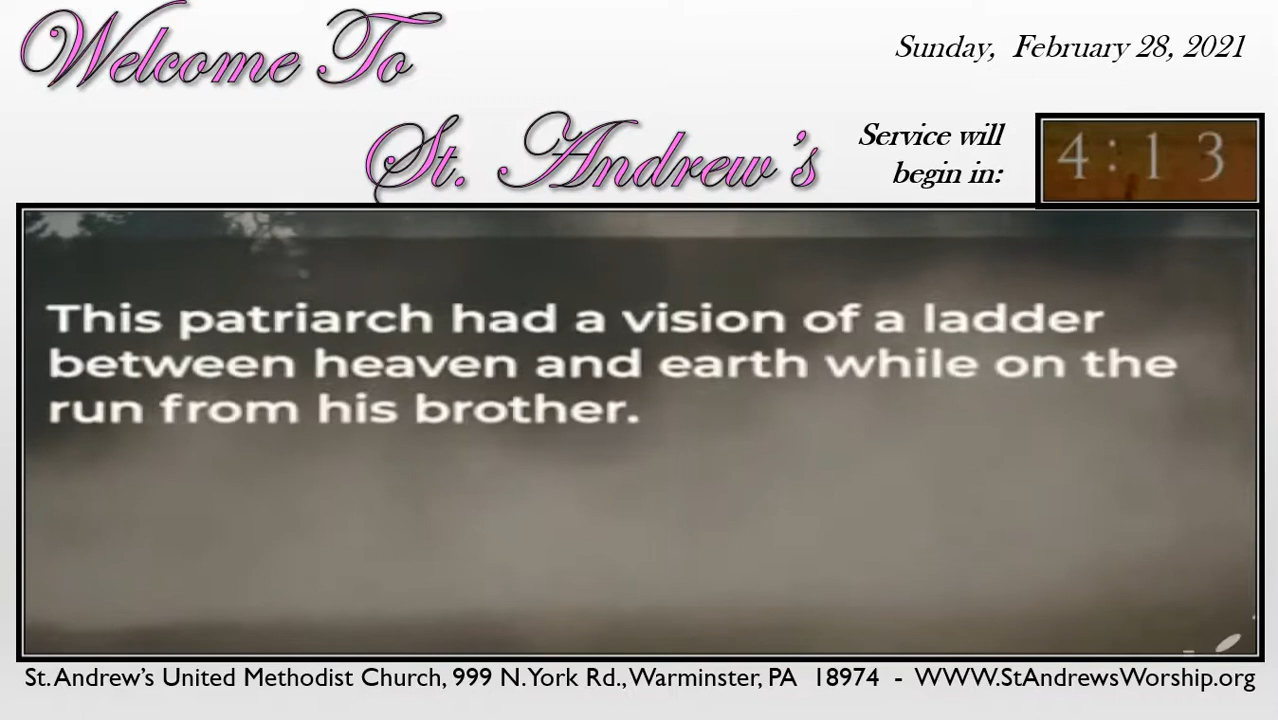 Welcome To
Sunday, February 28, 2021
St. Andrew's
Service will
begin in:
4:13
This patriarch had a vision of a ladder
between heaven and earth while on the
run from his brother.
St. Andrew's United Methodist Church, 999 N. York Rd., Warminster, PA 18974 - WWW.StAndrewsWorship.org